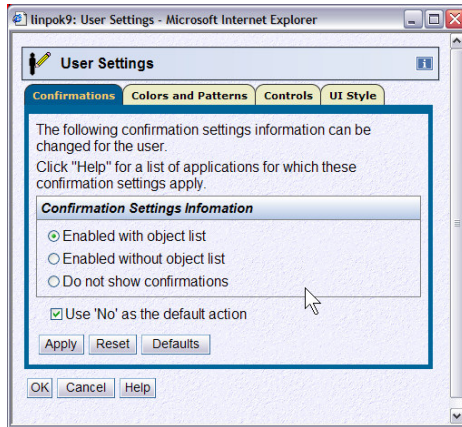 linpok9: User Settings - Microsoft Internet Explorer
User Settings
Confirmations Colors and Patterns Controls UI Style
The following confirmation settings information can be
changed for the user.
Click "Help" for a list of applications for which these
confirmation settings apply.
Confirmation Settings Infomation
Enabled with object list
Enabled without object list
Do not show confirmations
Use 'No' as the default action
Apply Reset Defaults
OK Cancel Help